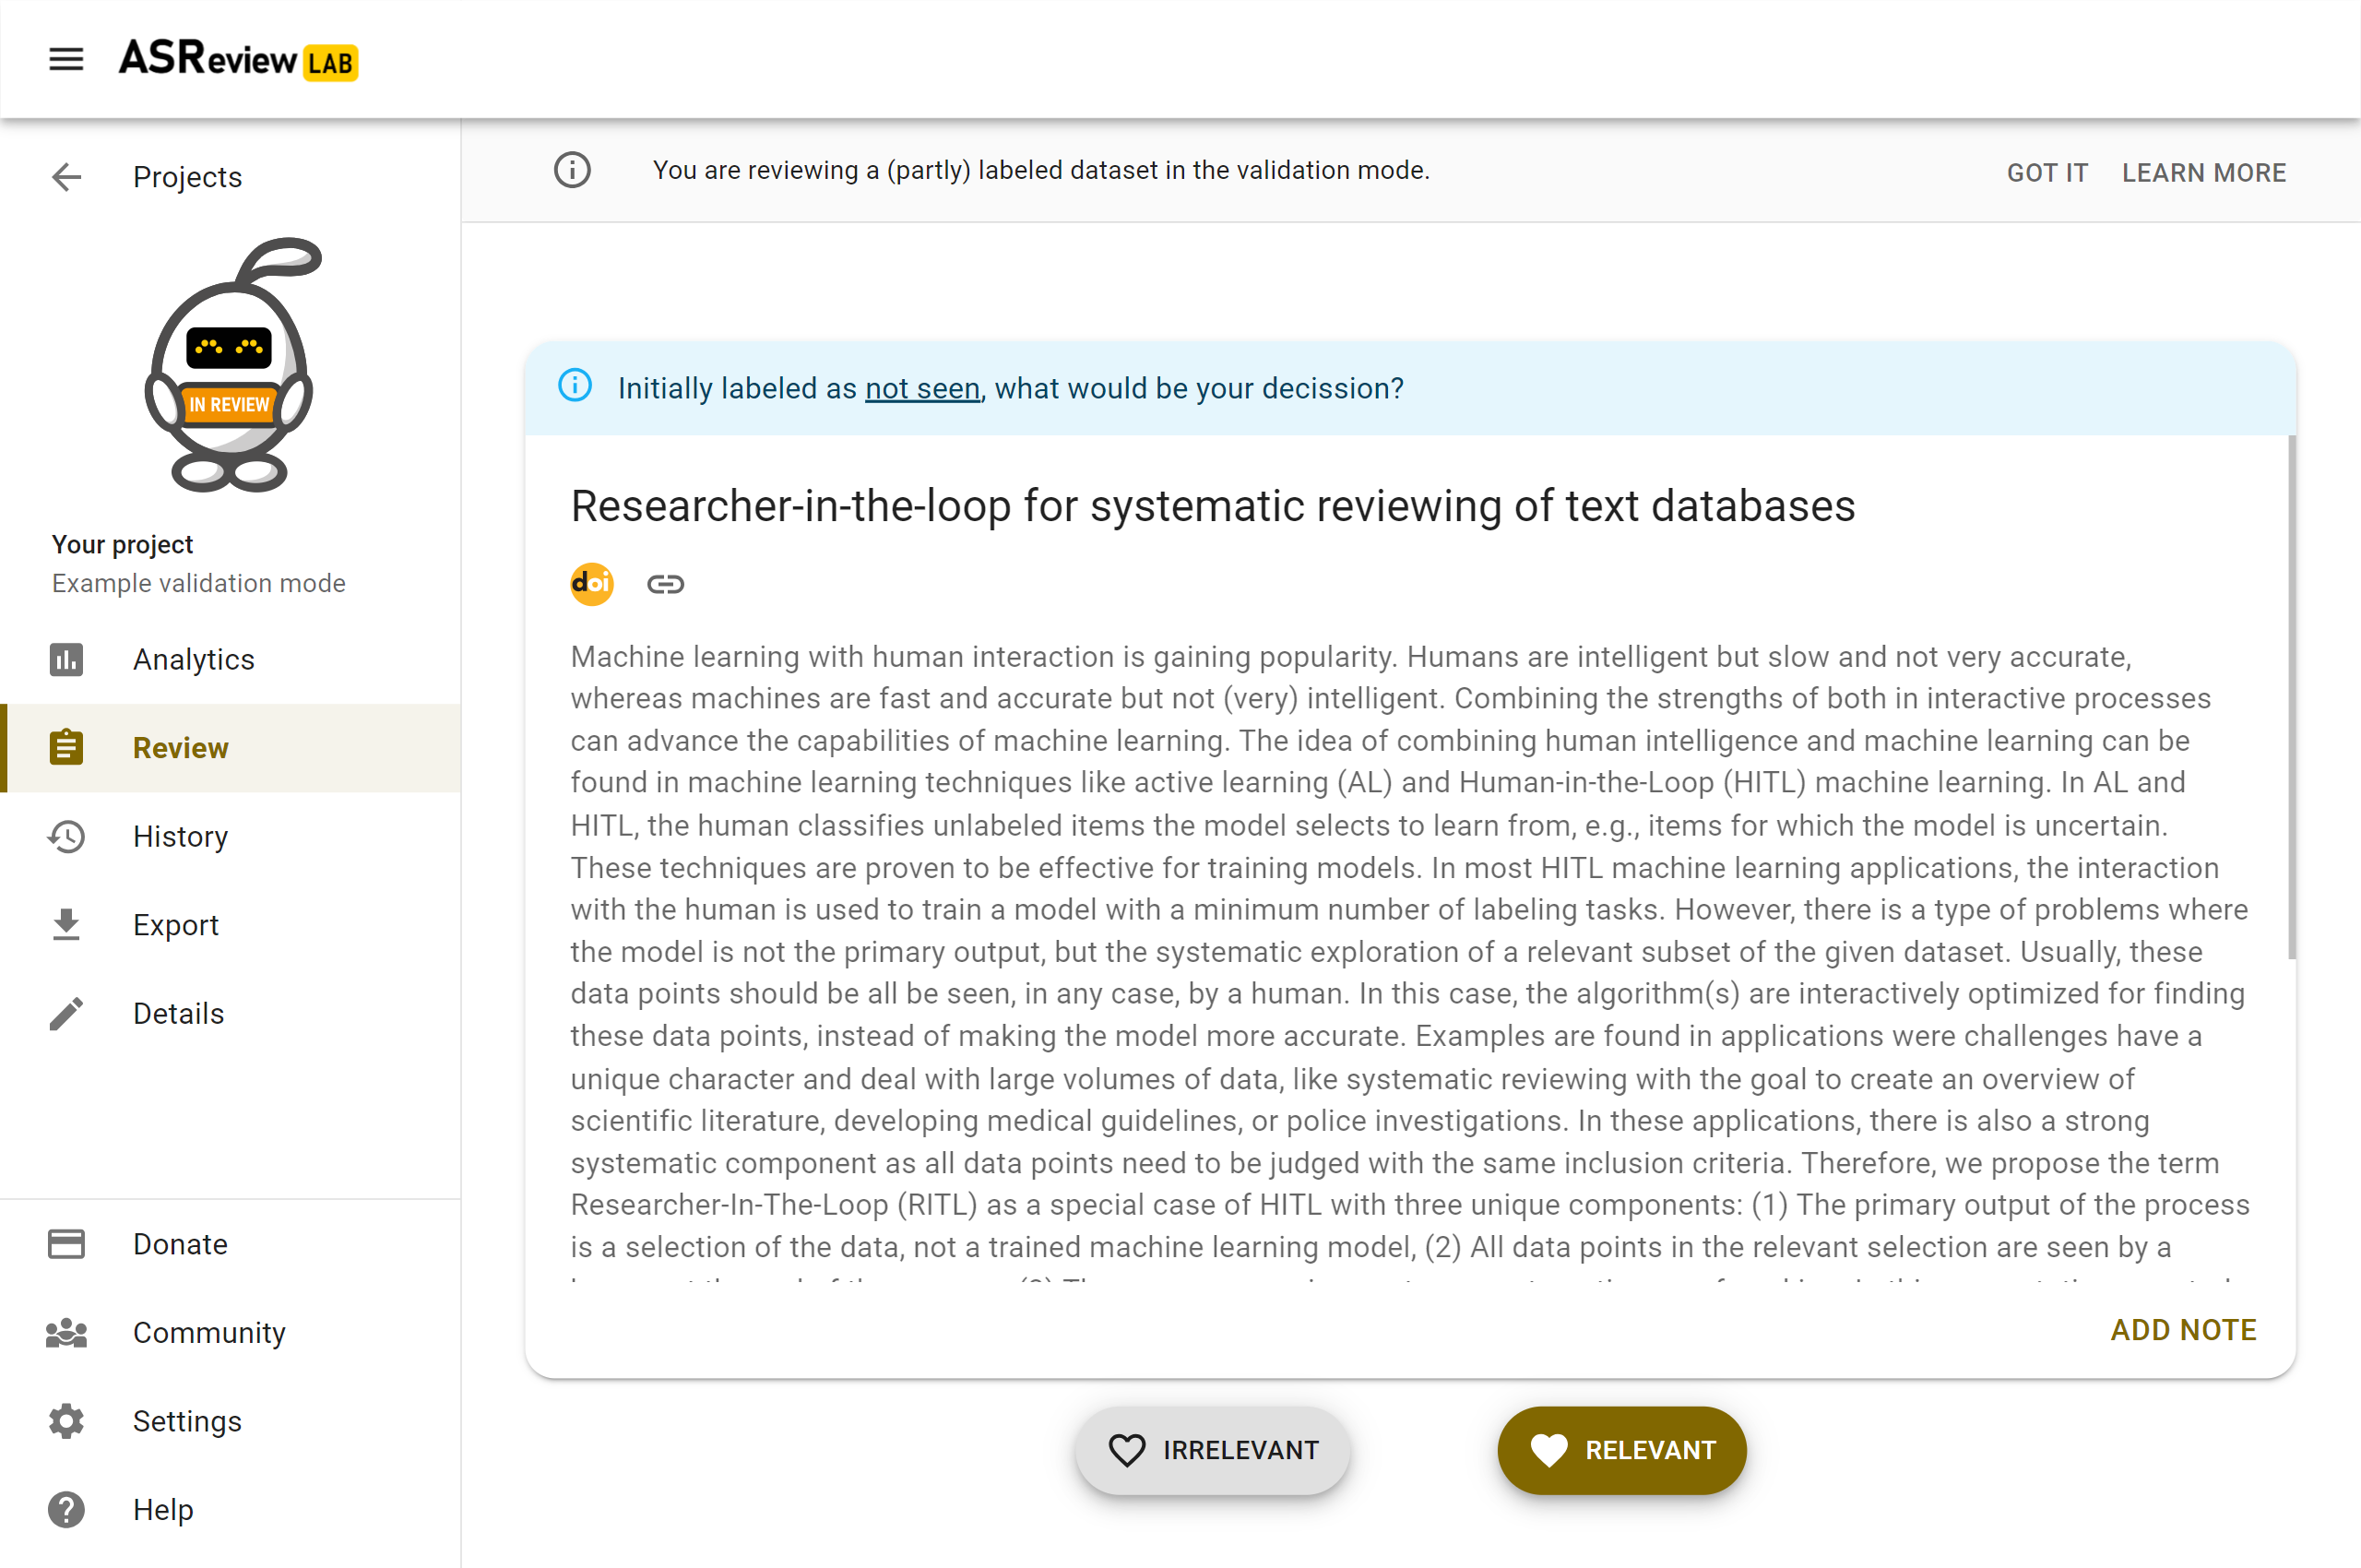 ASReview LAB
Projects
IN REVIEW
Your project
Example validation mode
Analytics
Review
History
Export
Details
Donate
Community
Settings
Help
You are reviewing a (partly) labeled dataset in the validation mode.
GOT IT LEARN MORE
Initially labeled as not seen, what would be your decission?
Researcher-in-the-loop for systematic reviewing of text databases
doi
Machine learning with human interaction is gaining popularity. Humans are intelligent but slow and not very accurate,
whereas machines are fast and accurate but not (very) intelligent. Combining the strengths of both in interactive processes
can advance the capabilities of machine learning. The idea of combining human intelligence and machine learning can be
found in machine learning techniques like active learning (AL) and Human-in-the-Loop (HITL) machine learning. In AL and
HITL, the human classifies unlabeled items the model selects to learn from, e.g., items for which the model is uncertain.
These techniques are proven to be effective for training models. In most HITL machine learning applications, the interaction
with the human is used to train a model with a minimum number of labeling tasks. However, there is a type of problems where
the model is not the primary output, but the systematic exploration of a relevant subset of the given dataset. Usually, these
data points should be all be seen, in any case, by a human. In this case, the algorithm(s) are interactively optimized for finding
these data points, instead of making the model more accurate. Examples are found in applications were challenges have a
unique character and deal with large volumes of data, like systematic reviewing with the goal to create an overview of
scientific literature, developing medical guidelines, or police investigations. In these applications, there is also a strong
systematic component as all data points need to be judged with the same inclusion criteria. Therefore, we propose the term
Researcher-In-The-Loop (RITL) as a special case of HITL with three unique components: (1) The primary output of the process
is a selection of the data, not a trained machine learning model, (2) All data points in the relevant selection are seen by a
ADD NOTE
IRRELEVANT
RELEVANT